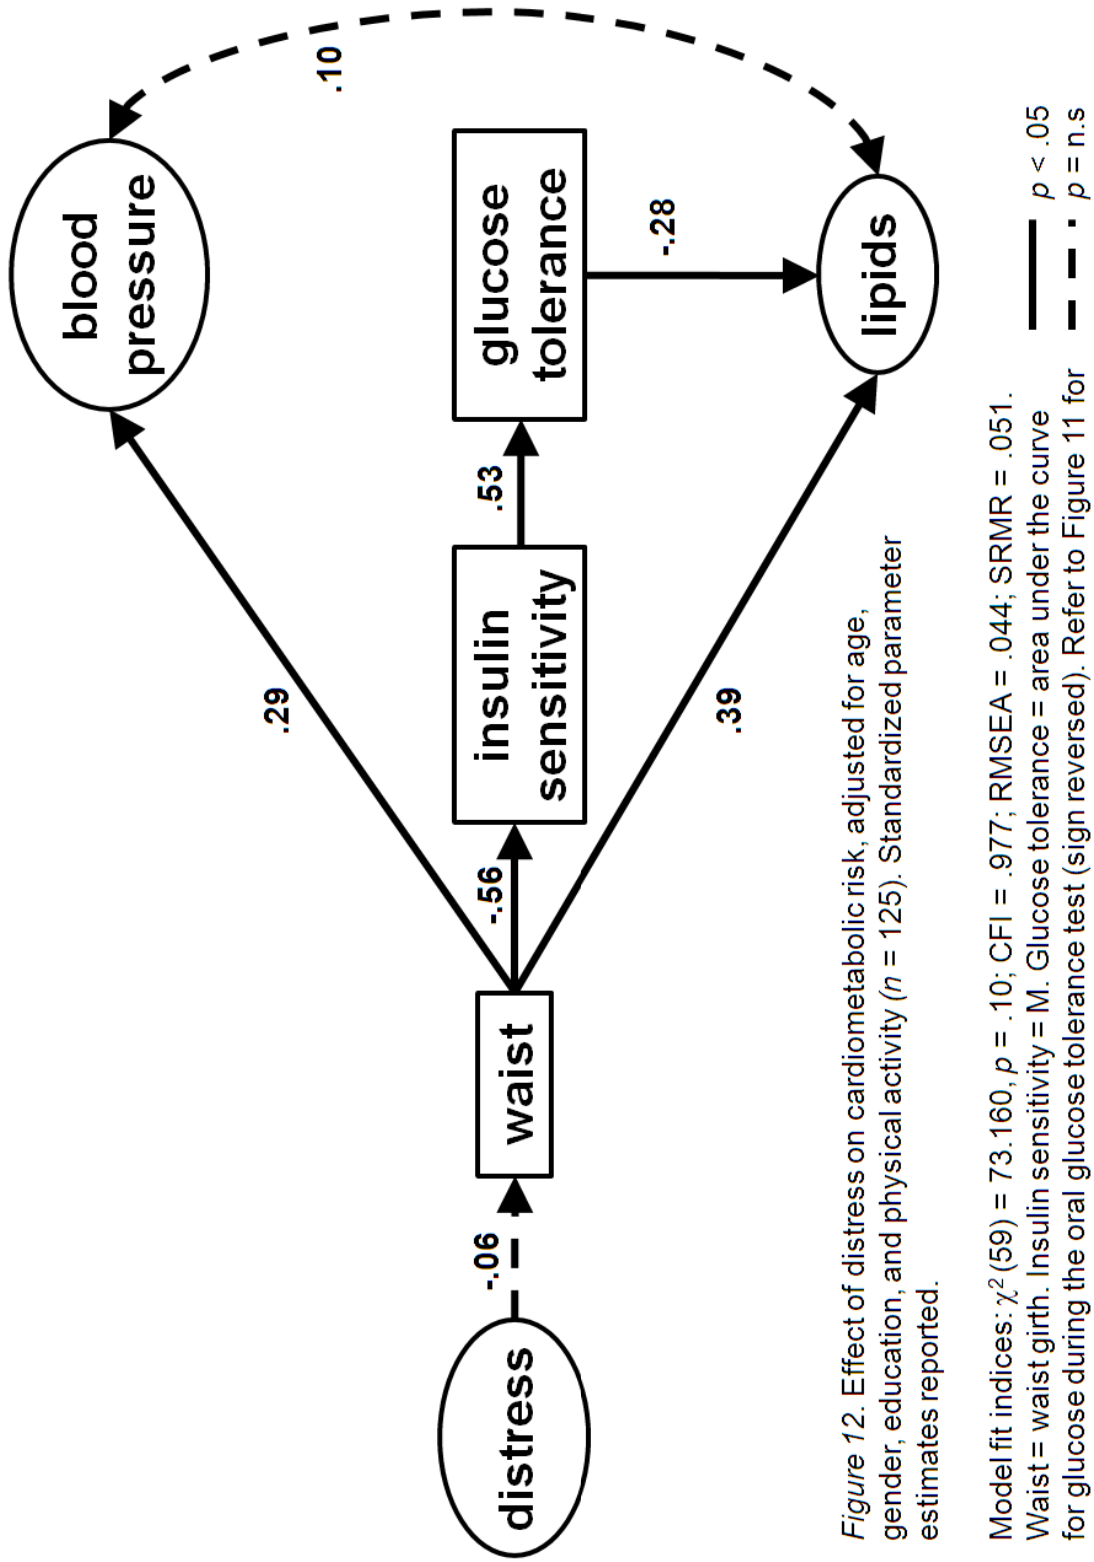 blood
pressure
.10
.29
distress
-.06
waist
-.56
insulin
sensitivity
.53
glucose
tolerance
-.28
.39
lipids
Figure 12. Effect of distress on cardiometabolic risk, adjusted for age,
gender, education, and physical activity (n = 125). Standardized parameter
estimates reported.
p < .05
p = n.s
Model fit indices: χ² (59) = 73.160, p = .10; CFI = .977; RMSEA = .044; SRMR = .051.
Waist = waist girth. Insulin sensitivity = M. Glucose tolerance = area under the curve
for glucose during the oral glucose tolerance test (sign reversed). Refer to Figure 11 for